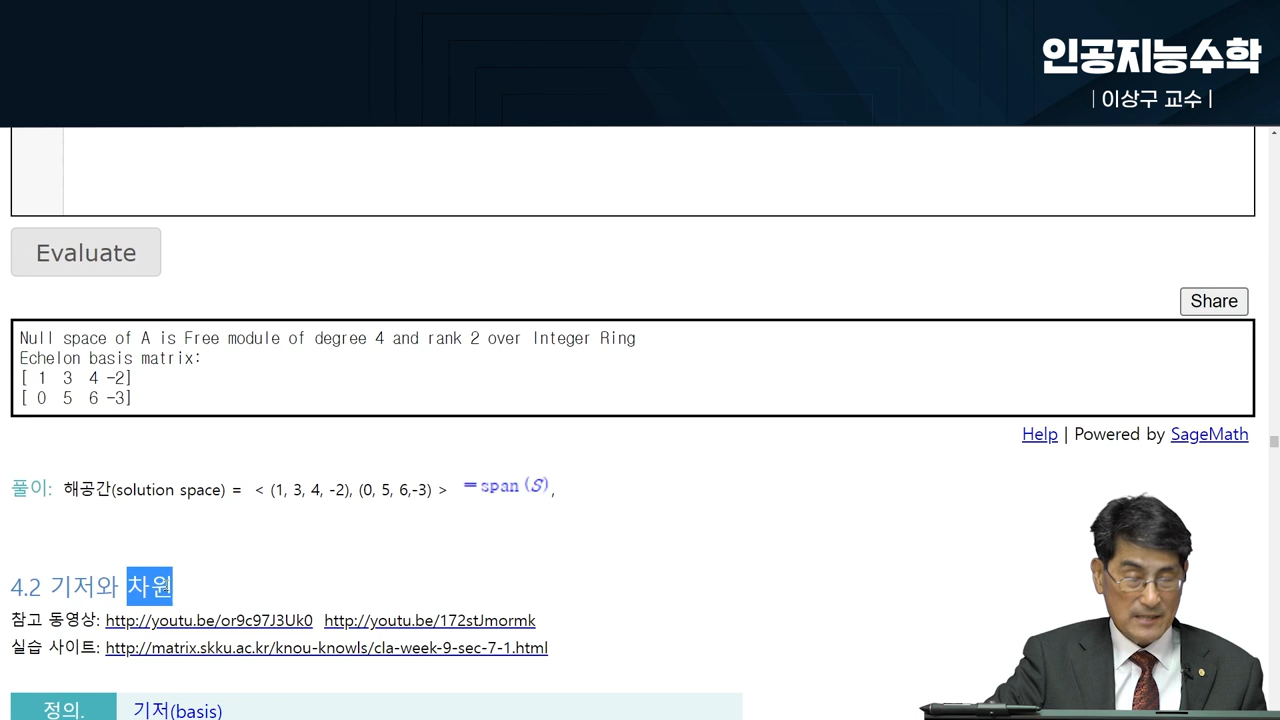 인공지능수학
| 이상구 교수 |
Evaluate
Share
Null space of A is Free module of degree 4 and rank 2 over Integer Ring
Echelon basis matrix:
[ 1 3 4 -2]
[ 0 5 6 -3]
Help | Powered by SageMath
풀이: 해공간(solution space) = < (1, 3, 4, -2), (0, 5, 6,-3) > = span (S),
4.2 기저와 차원
참고 동영상: http://youtu.be/or9c97J3Uk0 http://youtu.be/172stJmormk
실습 사이트: http://matrix.skku.ac.kr/knou-knowls/cla-week-9-sec-7-1.html
정의. 기저(basis)